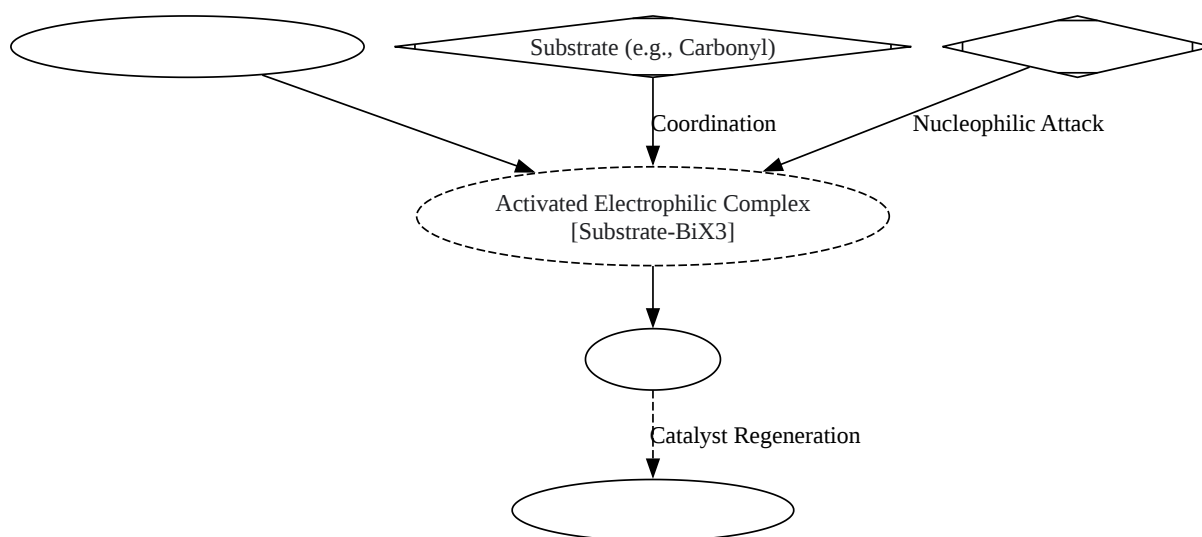 Substrate (e.g., Carbonyl)
Coordination
Nucleophilic Attack
Activated Electrophilic Complex
[Substrate-BiX3]
Catalyst Regeneration